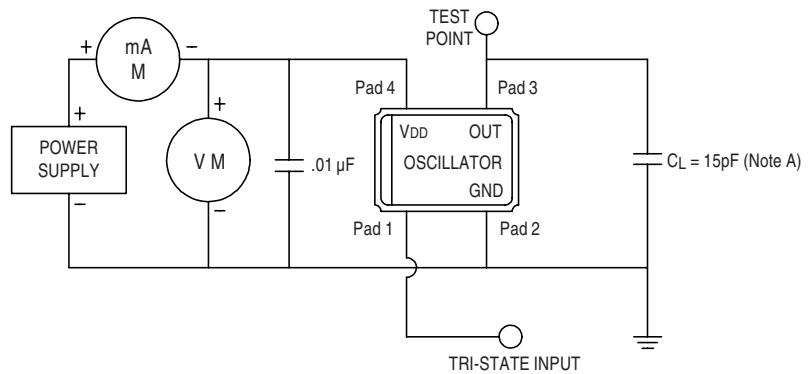 TEST
POINT
+ mA
M −
Pad 4
Pad 3
+
POWER
SUPPLY
−
+
V M
−
.01 µF
VDD OUT
OSCILLATOR
GND
CL = 15pF (Note A)
Pad 1
Pad 2
TRI-STATE INPUT